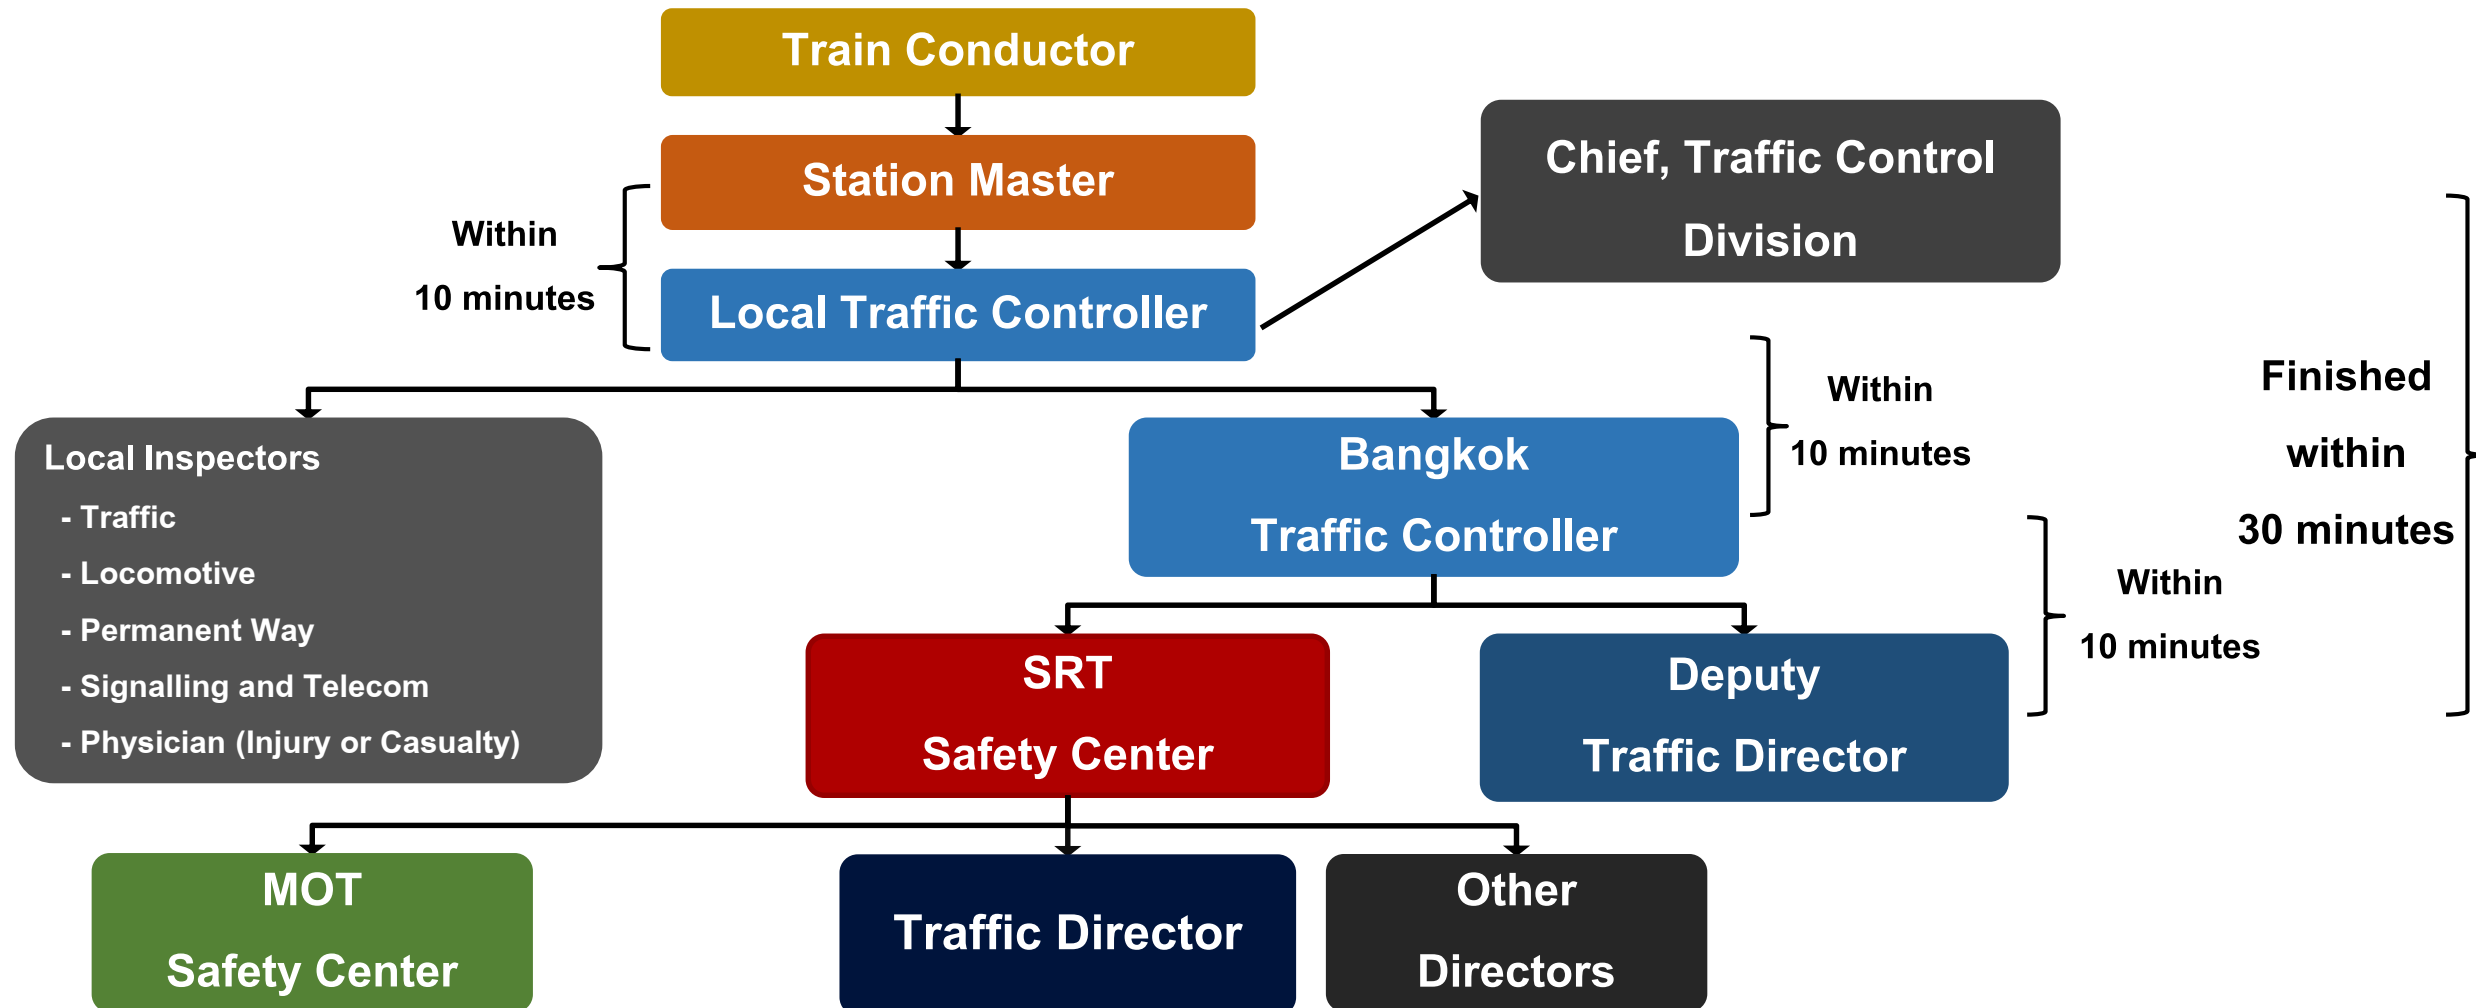 Train Conductor
Station Master
Within
10 minutes
Local Traffic Controller
Chief, Traffic Control
Division
Local Inspectors
- Traffic
- Locomotive
- Permanent Way
- Signalling and Telecom
- Physician (Injury or Casualty)
Bangkok
Traffic Controller
Within
10 minutes
SRT
Safety Center
Deputy
Traffic Director
Within
10 minutes
Finished
within
30 minutes
MOT
Safety Center
Traffic Director
Other
Directors